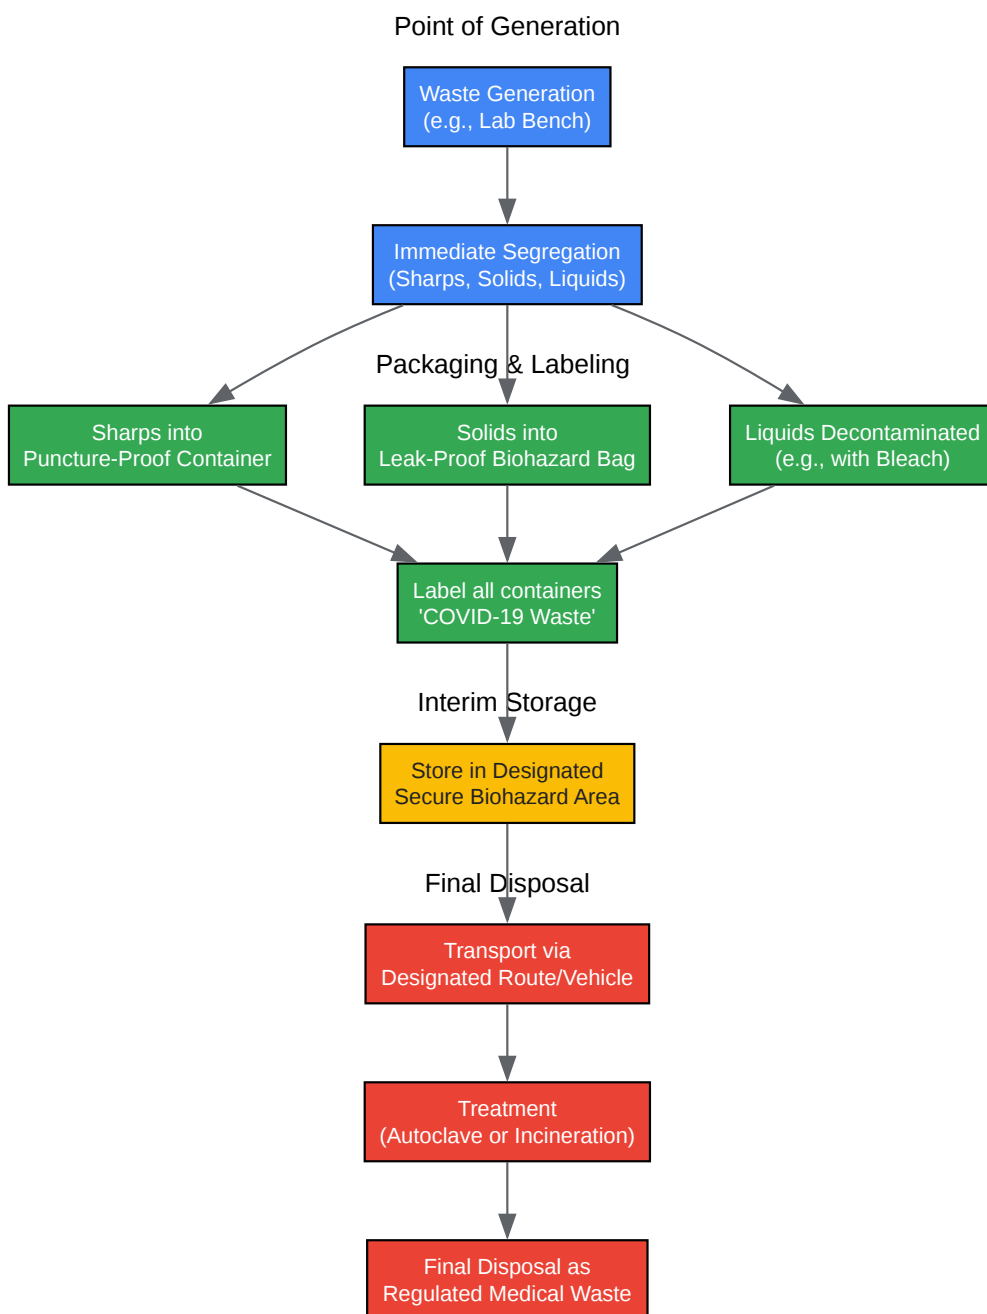 Point of Generation
Waste Generation
(e.g., Lab Bench)
Immediate Segregation
(Sharps, Solids, Liquids)
Packaging & Labeling
Sharps into
Puncture-Proof Container
Solids into
Leak-Proof Biohazard Bag
Liquids Decontaminated
(e.g., with Bleach)
Label all containers
'COVID-19 Waste'
Interim Storage
Store in Designated
Secure Biohazard Area
Final Disposal
Transport via
Designated Route/Vehicle
Treatment
(Autoclave or Incineration)
Final Disposal as
Regulated Medical Waste